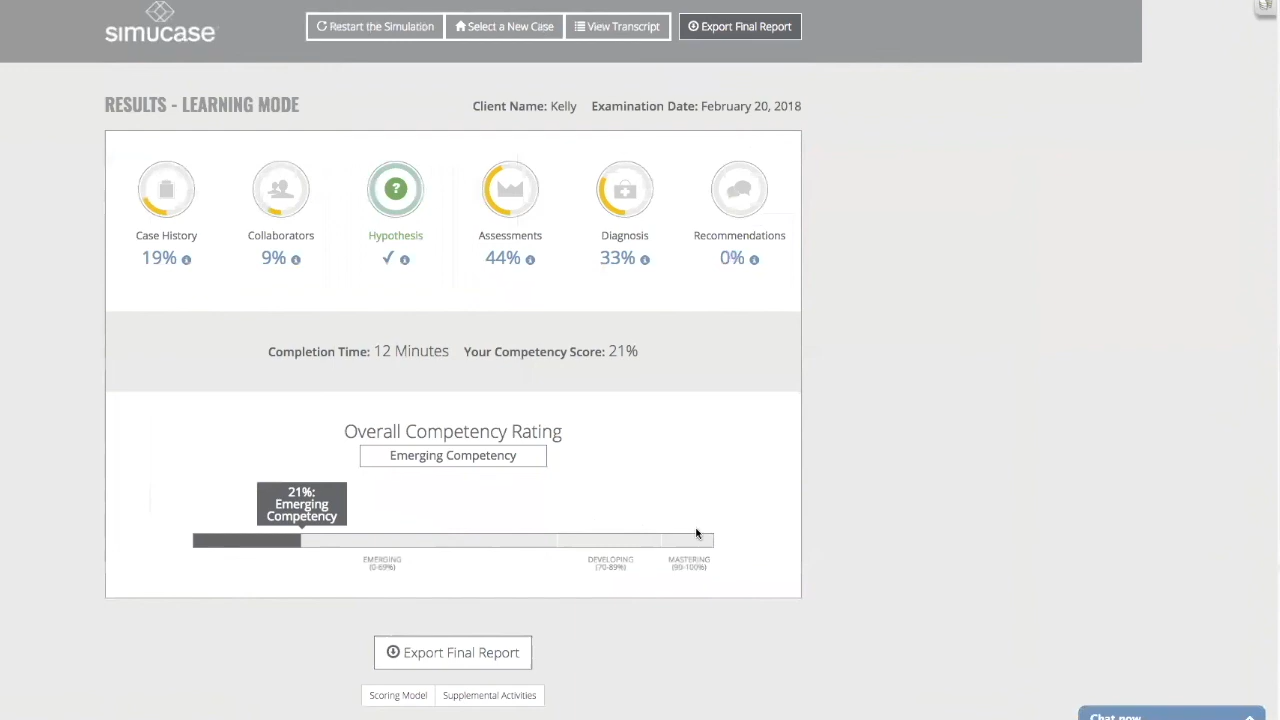 simucase
Restart the Simulation
Select a New Case
View Transcript
Export Final Report
RESULTS - LEARNING MODE
Client Name: Kelly Examination Date: February 20, 2018
Case History
Collaborators
Hypothesis
Assessments
Diagnosis
Recommendations
19%
9%
44%
33%
0%
Completion Time: 12 Minutes Your Competency Score: 21%
Overall Competency Rating
Emerging Competency
21%:
Emerging
Competency
EMERGING
(0-69%)
DEVELOPING
(70-89%)
MASTERING
(90-100%)
Export Final Report
Scoring Model
Supplemental Activities
Chat now